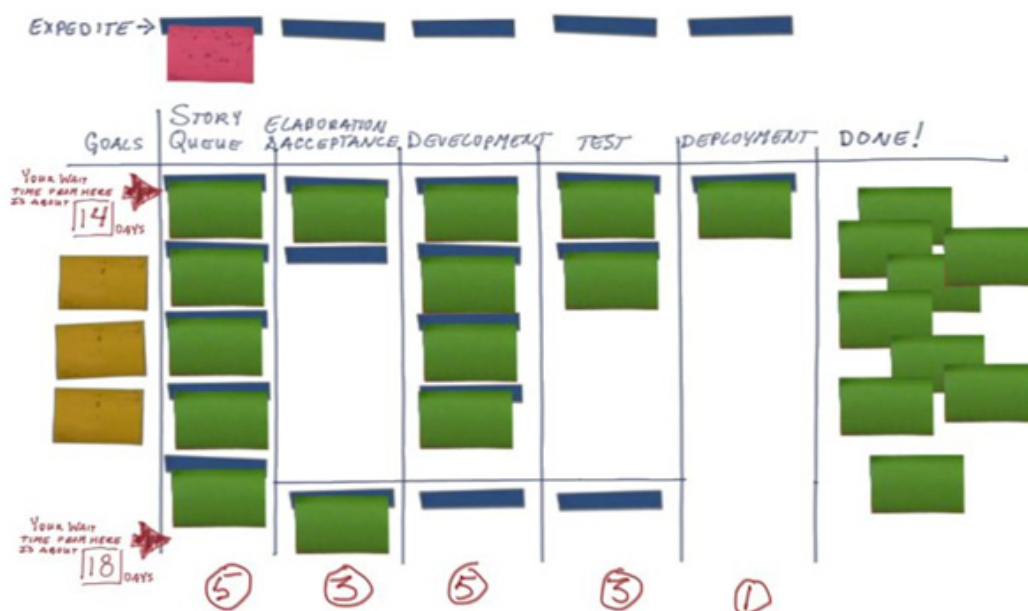 EXPEDITE →
GOALS
STORY
QUEUE
ELABORATION
& ACCEPTANCE
DEVELOPMENT
TEST
DEPLOYMENT
DONE!
YOUR WAIT
TIME FROM HERE
IS ABOUT
14 DAYS
YOUR WAIT
TIME FROM HERE
IS ABOUT
18 DAYS
5 3 5 3 1